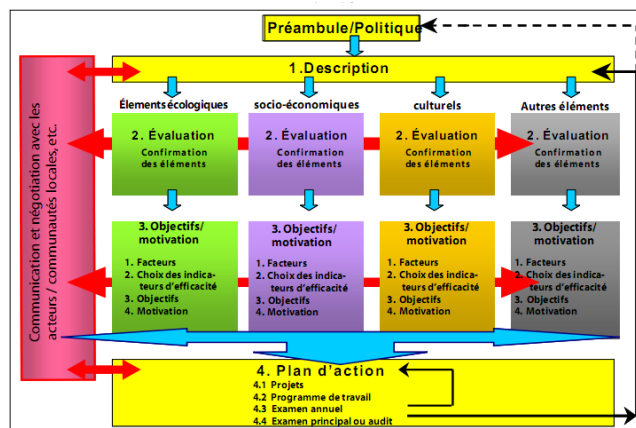 Préambule/Politique
1.Description
Communication et négociation avec les
acteurs / communautés locales, etc.
Élements écologiques
socio-économiques
culturels
Autres éléments
2. Évaluation
Confirmation
des éléments
2. Évaluation
Confirmation
des éléments
2. Évaluation
Confirmation
des éléments
2. Évaluation
Confirmation
des éléments
3. Objectifs/
motivation
1. Facteurs
2. Choix des indica-
teurs d'efficacité
3. Objectifs
4. Motivation
3. Objectifs/
motivation
1. Facteurs
2. Choix des indica-
teurs d'efficacité
3. Objectifs
4. Motivation
3. Objectifs/
motivation
1. Facteurs
2. Choix des indica-
teurs d'efficacité
3. Objectifs
4. Motivation
3. Objectifs/
motivation
1. Facteurs
2. Choix des indica-
teurs d'efficacité
3. Objectifs
4. Motivation
4. Plan d'action
4.1 Projets
4.2 Programme de travail
4.3 Examen annuel
4.4 Examen principal ou audit